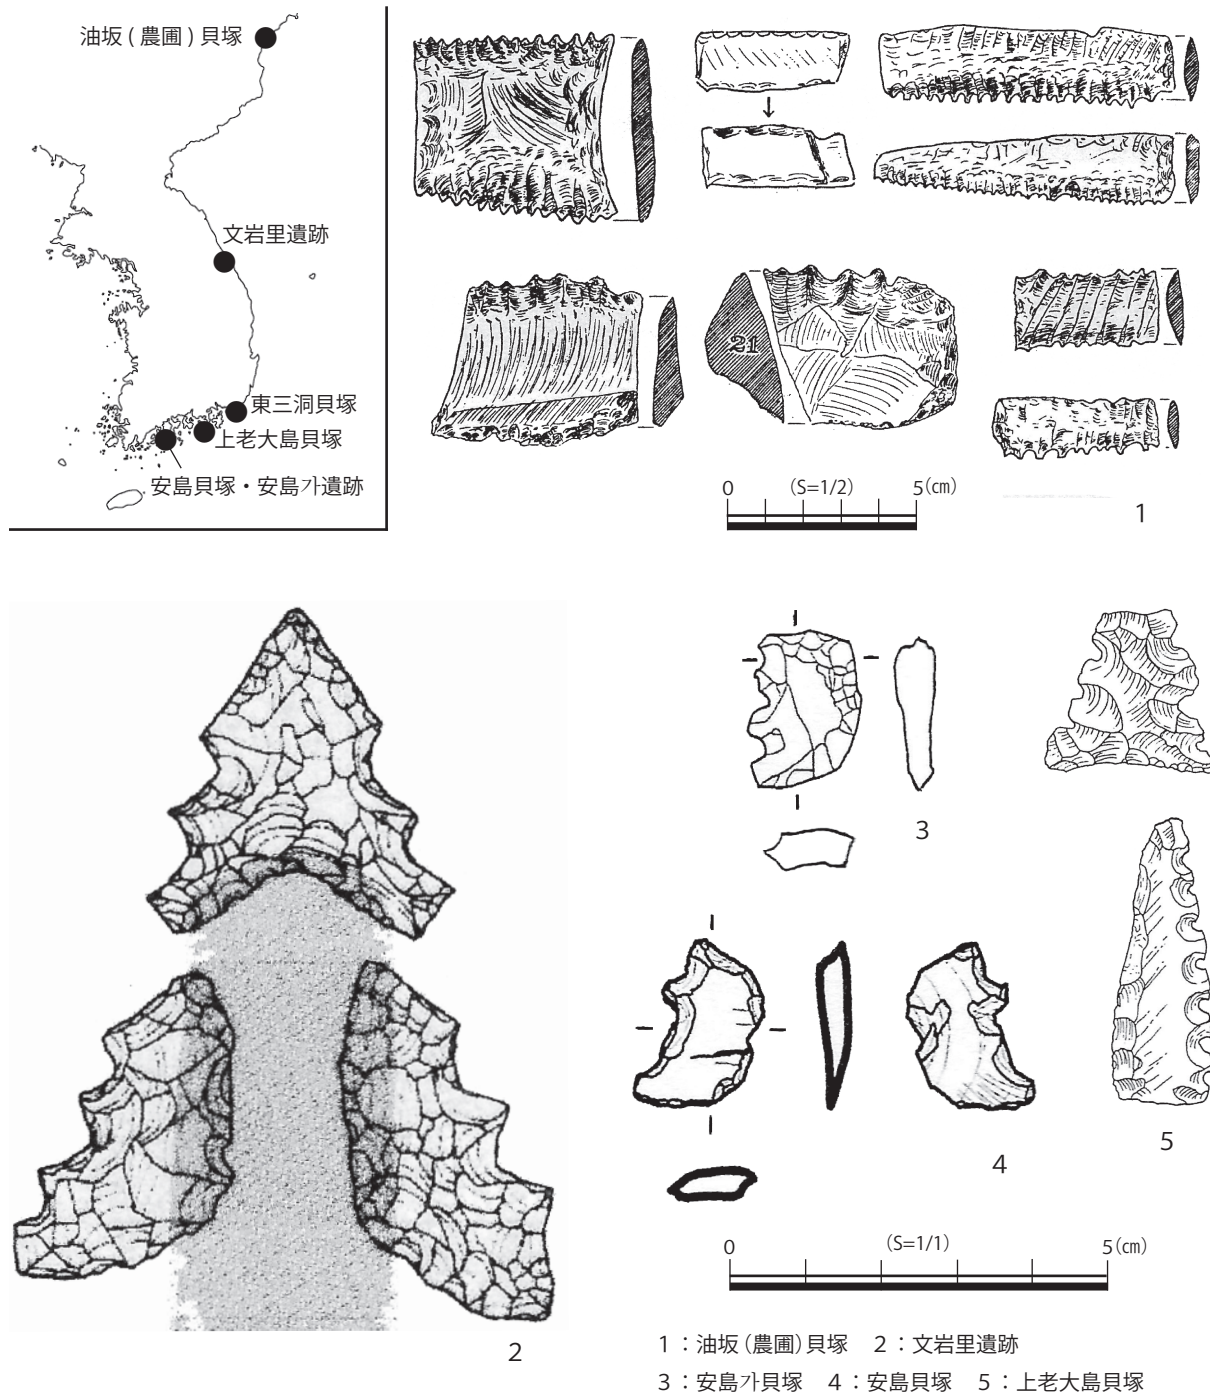 油坂 ( 農圃 ) 貝塚
文岩里遺跡
東三洞貝塚
上老大島貝塚
安島貝塚・安島가遺跡
21
0 (S=1/2) 5(cm)
1
2
3
4
5
0 (S=1/1) 5(cm)
1 ：油坂 (農圃) 貝塚 2 ：文岩里遺跡
3 ：安島가貝塚 4 ：安島貝塚 5 ：上老大島貝塚